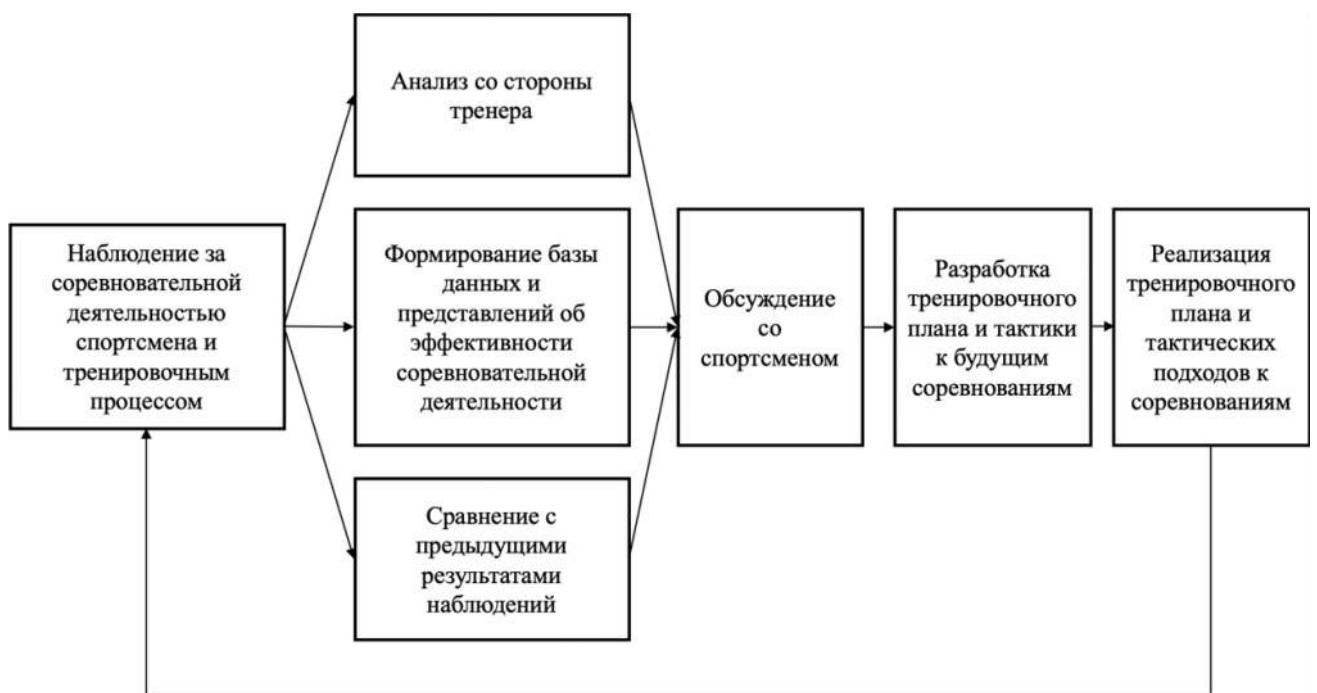 Анализ со стороны
тренера
Наблюдение за
соревновательной
деятельностью
спортсмена и
тренировочным
процессом
Формирование базы
данных и
представлений об
эффективности
соревновательной
деятельности
Сравнение с
предыдущими
результатами
наблюдений
Обсуждение
со
спортсменом
Разработка
тренировочного
плана и тактики
к будущим
соревнованиям
Реализация
тренировочного
плана и
тактических
подходов к
соревнованиям